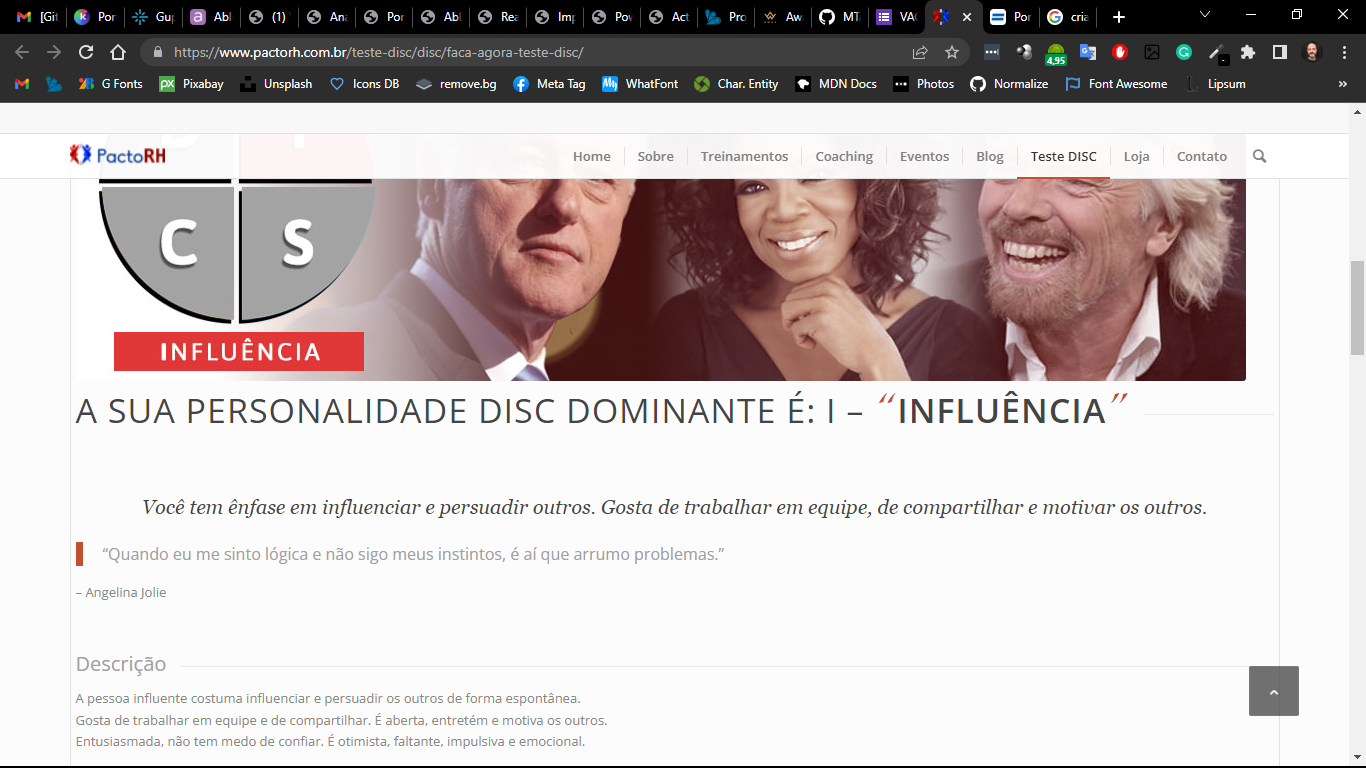 [Git
Por
Gup
Abl
(1)
Ana
Por
Abl
Rea
Imp
Pov
Act
Pro
Aw
MT
VAC
Por
cria
https://www.pactorh.com.br/teste-disc/disc/faca-agora-teste-disc/
4,95
G Fonts
Pixabay
Unsplash
Icons DB
remove.bg
Meta Tag
WhatFont
Char. Entity
MDN Docs
Photos
Normalize
Font Awesome
Lipsum
»
PactoRH
Home
Sobre
Treinamentos
Coaching
Eventos
Blog
Teste DISC
Loja
Contato
C
S
INFLUÊNCIA
A SUA PERSONALIDADE DISC DOMINANTE É: I – “INFLUÊNCIA”
Você tem ênfase em influenciar e persuadir outros. Gosta de trabalhar em equipe, de compartilhar e motivar os outros.
“Quando eu me sinto lógica e não sigo meus instintos, é aí que arrumo problemas.”
– Angelina Jolie
Descrição
A pessoa influente costuma influenciar e persuadir os outros de forma espontânea.
Gosta de trabalhar em equipe e de compartilhar. É aberta, entretém e motiva os outros.
Entusiasmada, não tem medo de confiar. É otimista, faltante, impulsiva e emocional.